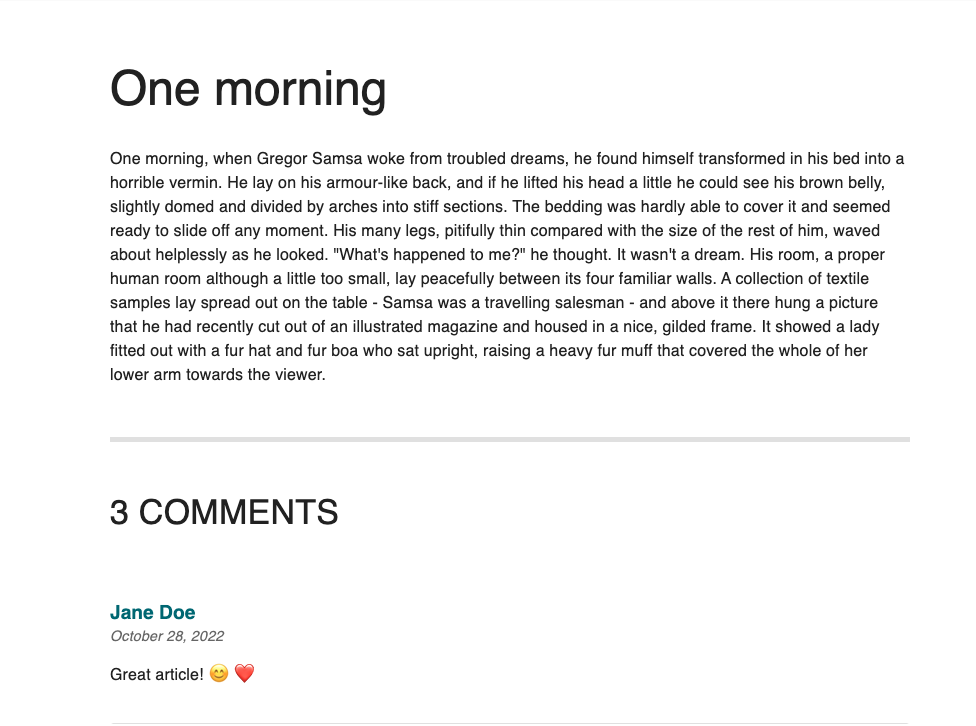 One morning
One morning, when Gregor Samsa woke from troubled dreams, he found himself transformed in his bed into a
horrible vermin. He lay on his armour-like back, and if he lifted his head a little he could see his brown belly,
slightly domed and divided by arches into stiff sections. The bedding was hardly able to cover it and seemed
ready to slide off any moment. His many legs, pitifully thin compared with the size of the rest of him, waved
about helplessly as he looked. "What's happened to me?" he thought. It wasn't a dream. His room, a proper
human room although a little too small, lay peacefully between its four familiar walls. A collection of textile
samples lay spread out on the table - Samsa was a travelling salesman - and above it there hung a picture
that he had recently cut out of an illustrated magazine and housed in a nice, gilded frame. It showed a lady
fitted out with a fur hat and fur boa who sat upright, raising a heavy fur muff that covered the whole of her
lower arm towards the viewer.
3 COMMENTS
Jane Doe
October 28, 2022
Great article! 😊 ❤️